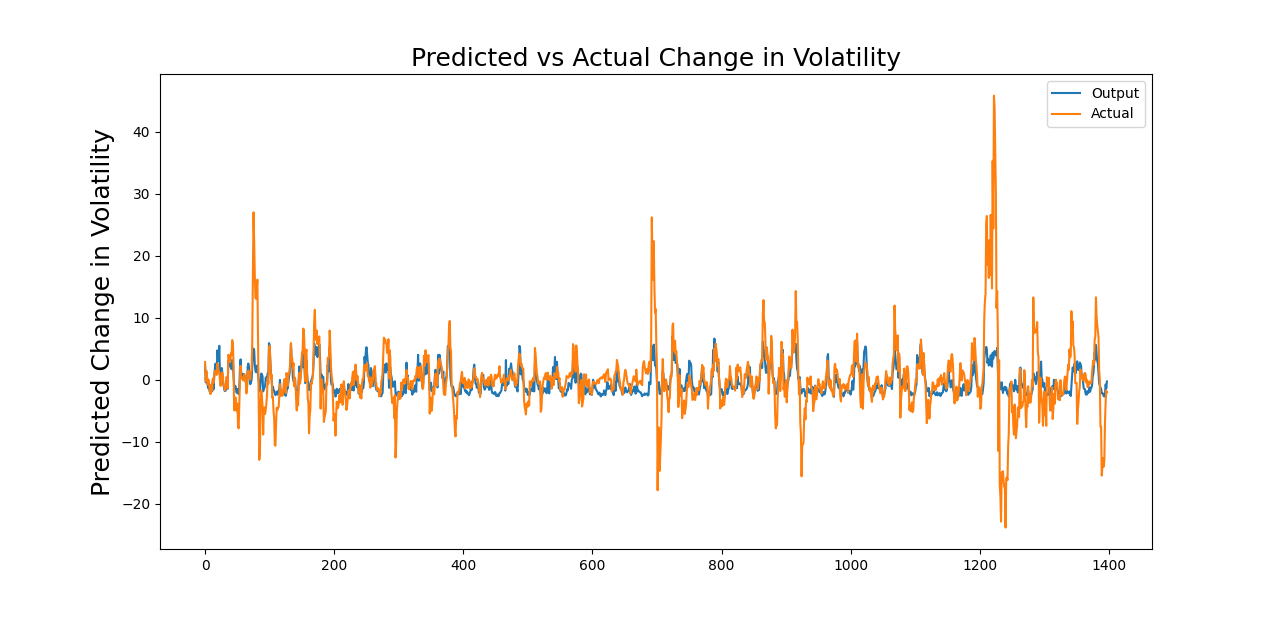 Predicted vs Actual Change in Volatility
Output
Actual
Predicted Change in Volatility
40
30
20
10
0
−10
−20
0 200 400 600 800 1000 1200 1400